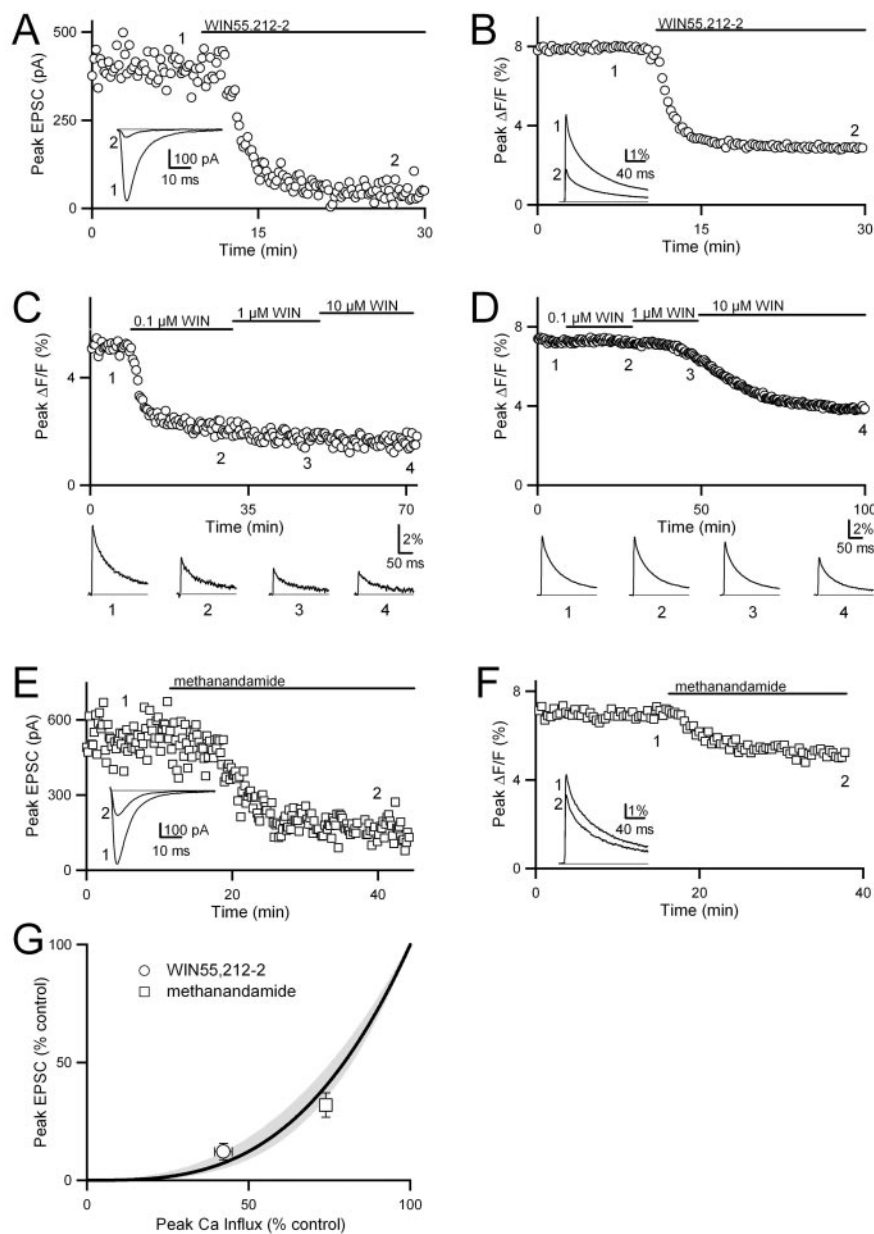 A
WIN55,212-2
500
250
0
Peak EPSC (pA)
1
2
2
1
100 pA
10 ms
0
15
30
Time (min)
B
WIN55,212-2
8
4
0
Peak ΔF/F (%)
1
2
1
2
1%
40 ms
0
15
30
Time (min)
C
0.1 µM WIN
1 µM WIN
10 µM WIN
4
0
Peak ΔF/F (%)
1
2
3
4
0
35
70
Time (min)
2%
50 ms
1
2
3
4
D
0.1 µM WIN
1 µM WIN
10 µM WIN
8
4
0
Peak ΔF/F (%)
1
2
3
4
0
50
100
Time (min)
2%
50 ms
1
2
3
4
E
methanandamide
600
300
0
Peak EPSC (pA)
1
2
2
1
100 pA
10 ms
0
20
40
Time (min)
F
methanandamide
8
4
0
Peak ΔF/F (%)
1
2
1
2
1%
40 ms
0
20
40
Time (min)
G
100
50
0
Peak EPSC (% control)
WIN55,212-2
methanandamide
0
50
100
Peak Ca Influx (% control)